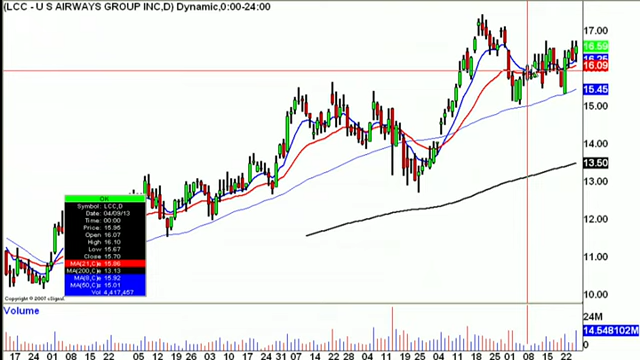 (LCC - U S AIRWAYS GROUP INC,D) Dynamic,0:00-24:00
17.00
16.59
16.25
16.09
15.45
15.00
14.00
13.50
13.00
12.00
11.00
10.00
OK
Symbol: LCC,D
Date: 04/09/13
Time: 00:00
Price: 15.95
Open 16.07
High 16.10
Low 15.67
Close 15.70
MA(21,C)= 15.86
MA(200,C)= 13.13
MA(8,C)= 15.92
MA(50,C)= 15.01
Vol 4,417,457
Copyright © 2007 eSignal.
Volume
24M
14.548102M
17 24 01 08 15 22 05 12 19 26 03 10 17 24 31 07 14 22 28 04 11 19 25 04 11 18 25 01 08 15 22